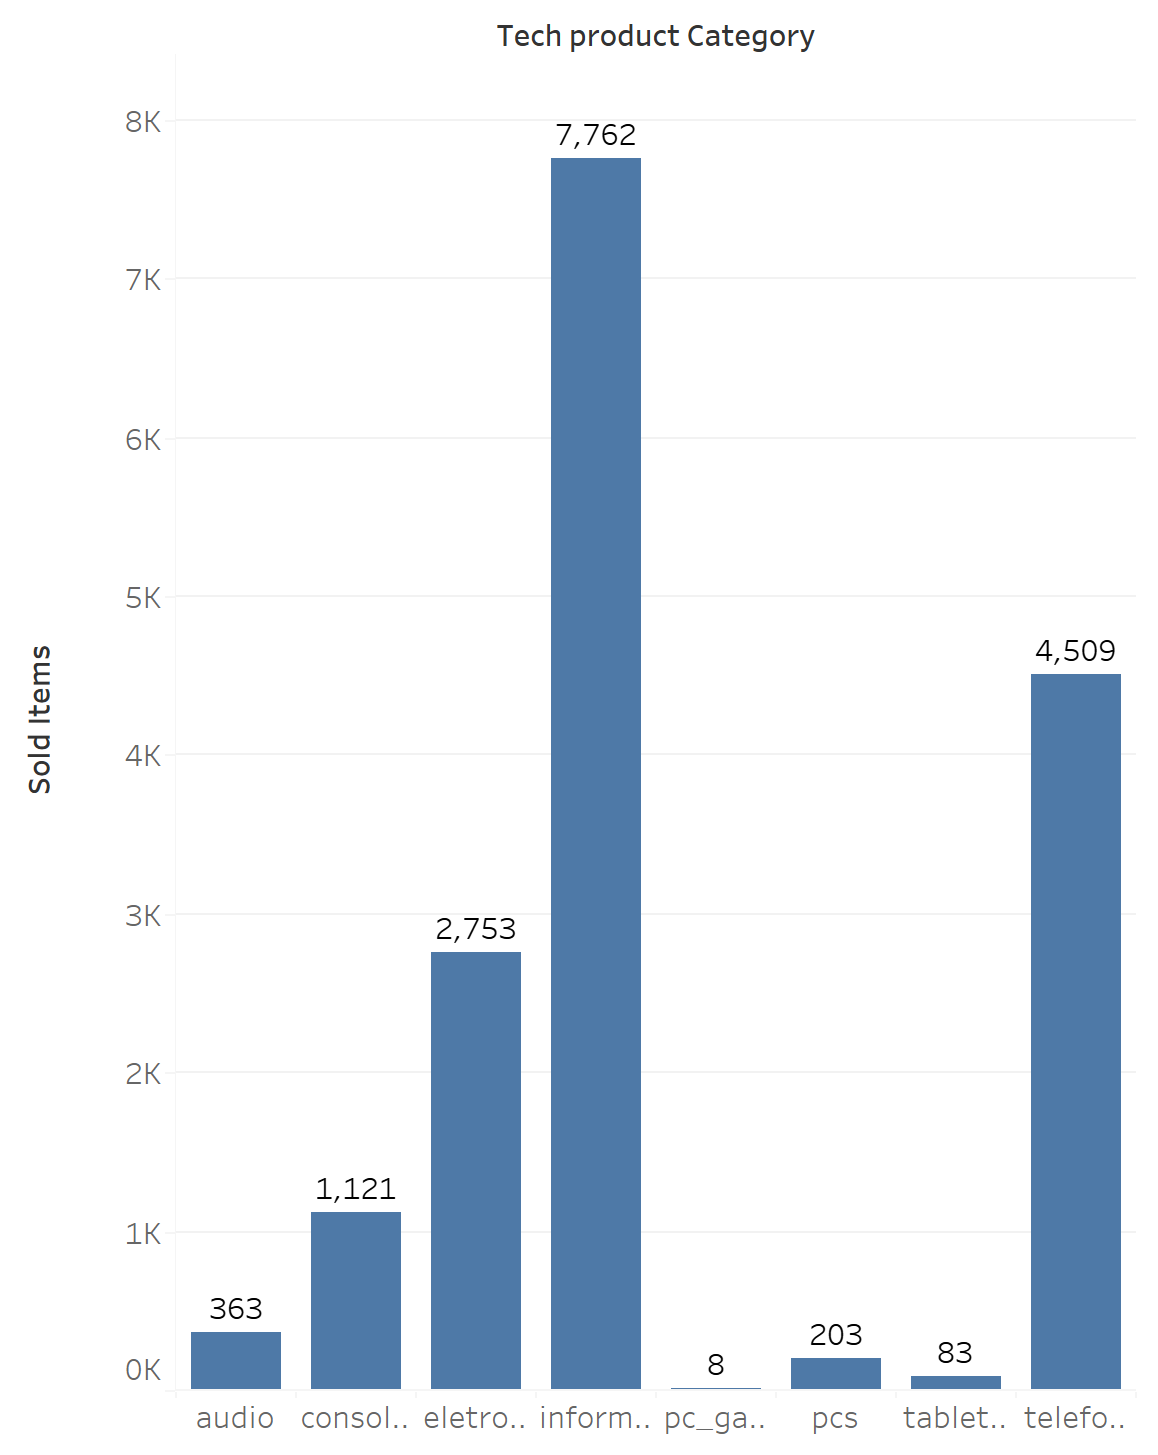 Tech product Category
8K
7,762
7K
6K
5K
4,509
4K
Sold Items
3K
2,753
2K
1,121
1K
363
203
83
8
0K
audio consol.. eletro.. inform.. pc_ga.. pcs tablet.. telefo..